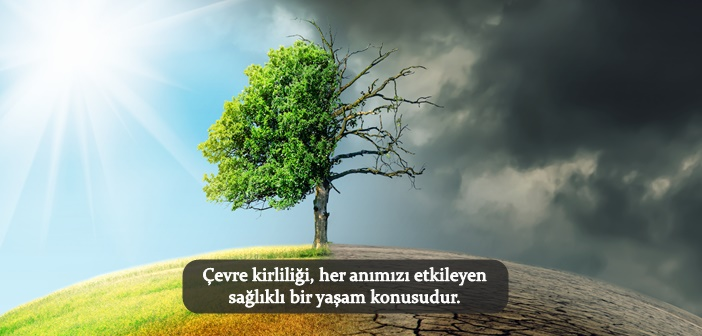 Çevre kirliliği, her anımızı etkileyen
sağlıklı bir yaşam konusudur.